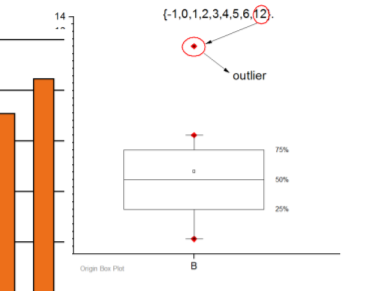 14
{-1,0,1,2,3,4,5,6,12}.
outlier
75%
50%
25%
B
Origin Box Plot